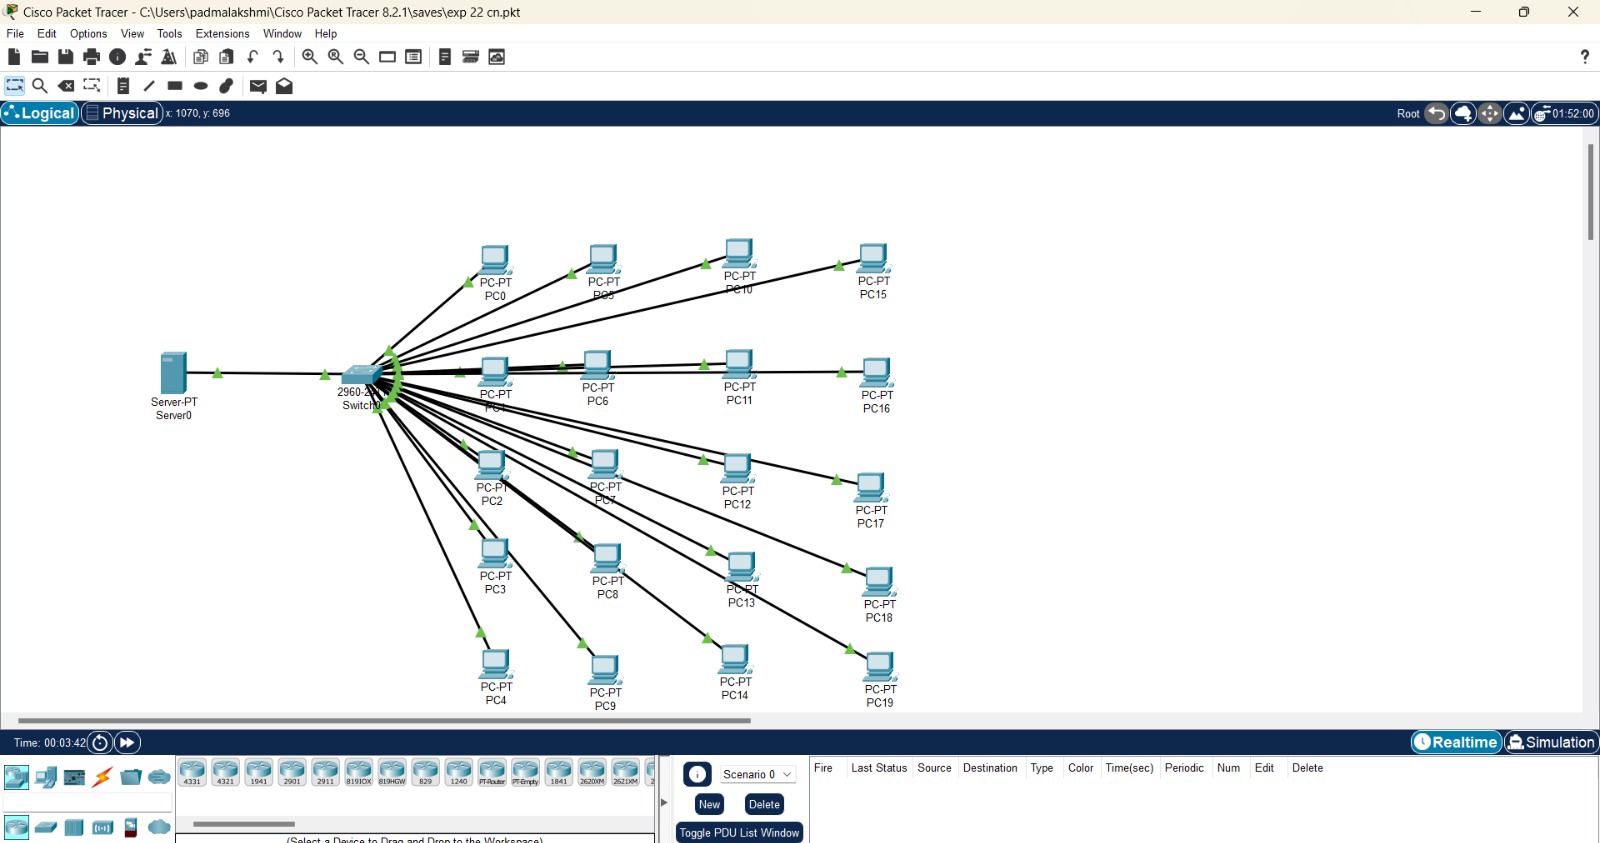 Cisco Packet Tracer - C:\Users\padmalakshmi\Cisco Packet Tracer 8.2.1\saves\exp 22 cn.pkt
File Edit Options View Tools Extensions Window Help
?
Logical Physical x: 1070, y: 696 Root 01:52:00
PC-PT PC-PT PC-PT PC-PT
PC0 PC5 PC10 PC15
PC-PT PC-PT PC-PT PC-PT
PC1 PC6 PC11 PC16
Server-PT
Server0
Switch0
PC-PT PC-PT PC-PT PC-PT
PC2 PC7 PC12 PC17
PC-PT PC-PT PC-PT PC-PT
PC3 PC8 PC13 PC18
PC-PT PC-PT PC-PT PC-PT
PC4 PC9 PC14 PC19
Time: 00:03:42 Realtime Simulation
4331 4321 1941 2901 2911 819IOX 819HGW 829 1240 PT-Router PT-Empty 1841 2620XM 2621XM
(Select a Device to Drag and Drop to the Workspace)
Scenario 0
New Delete
Toggle PDU List Window
Fire Last Status Source Destination Type Color Time(sec) Periodic Num Edit Delete